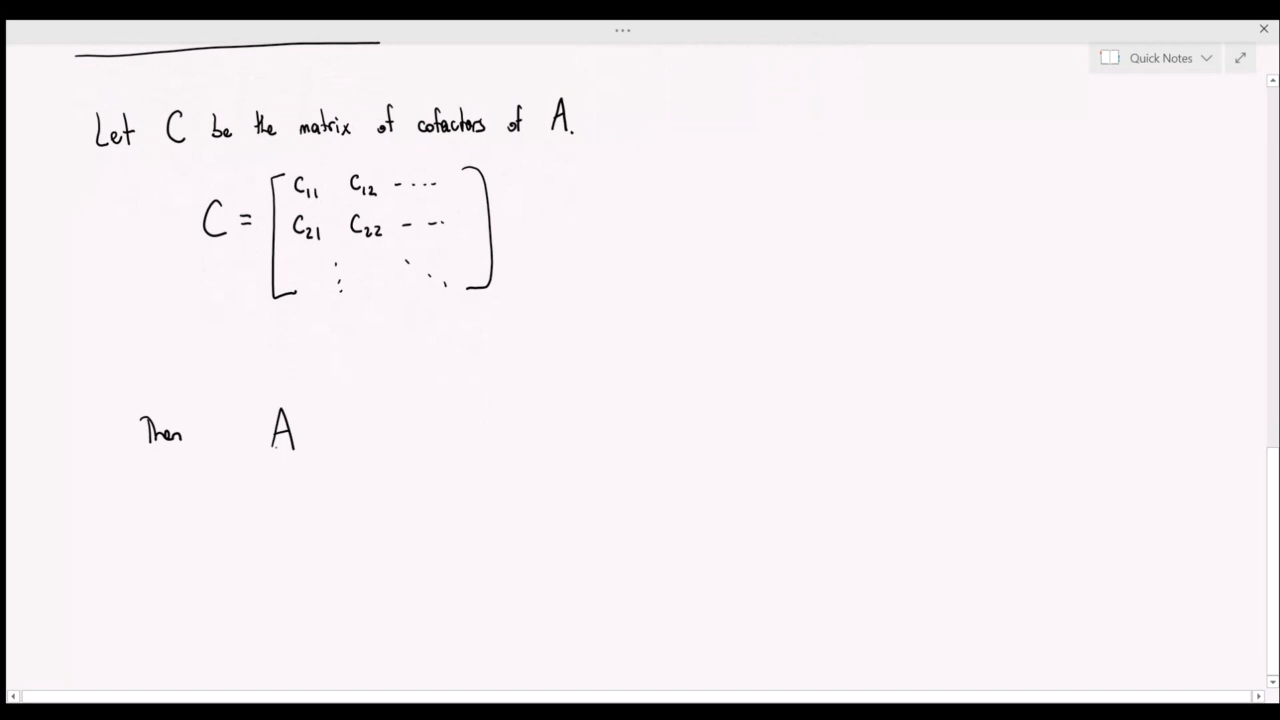 Quick Notes
Let C be the matrix of cofactors of A.
C = [ C11 C12 -....
C21 C22 - -..
⋮ ⋱ ]
Then A